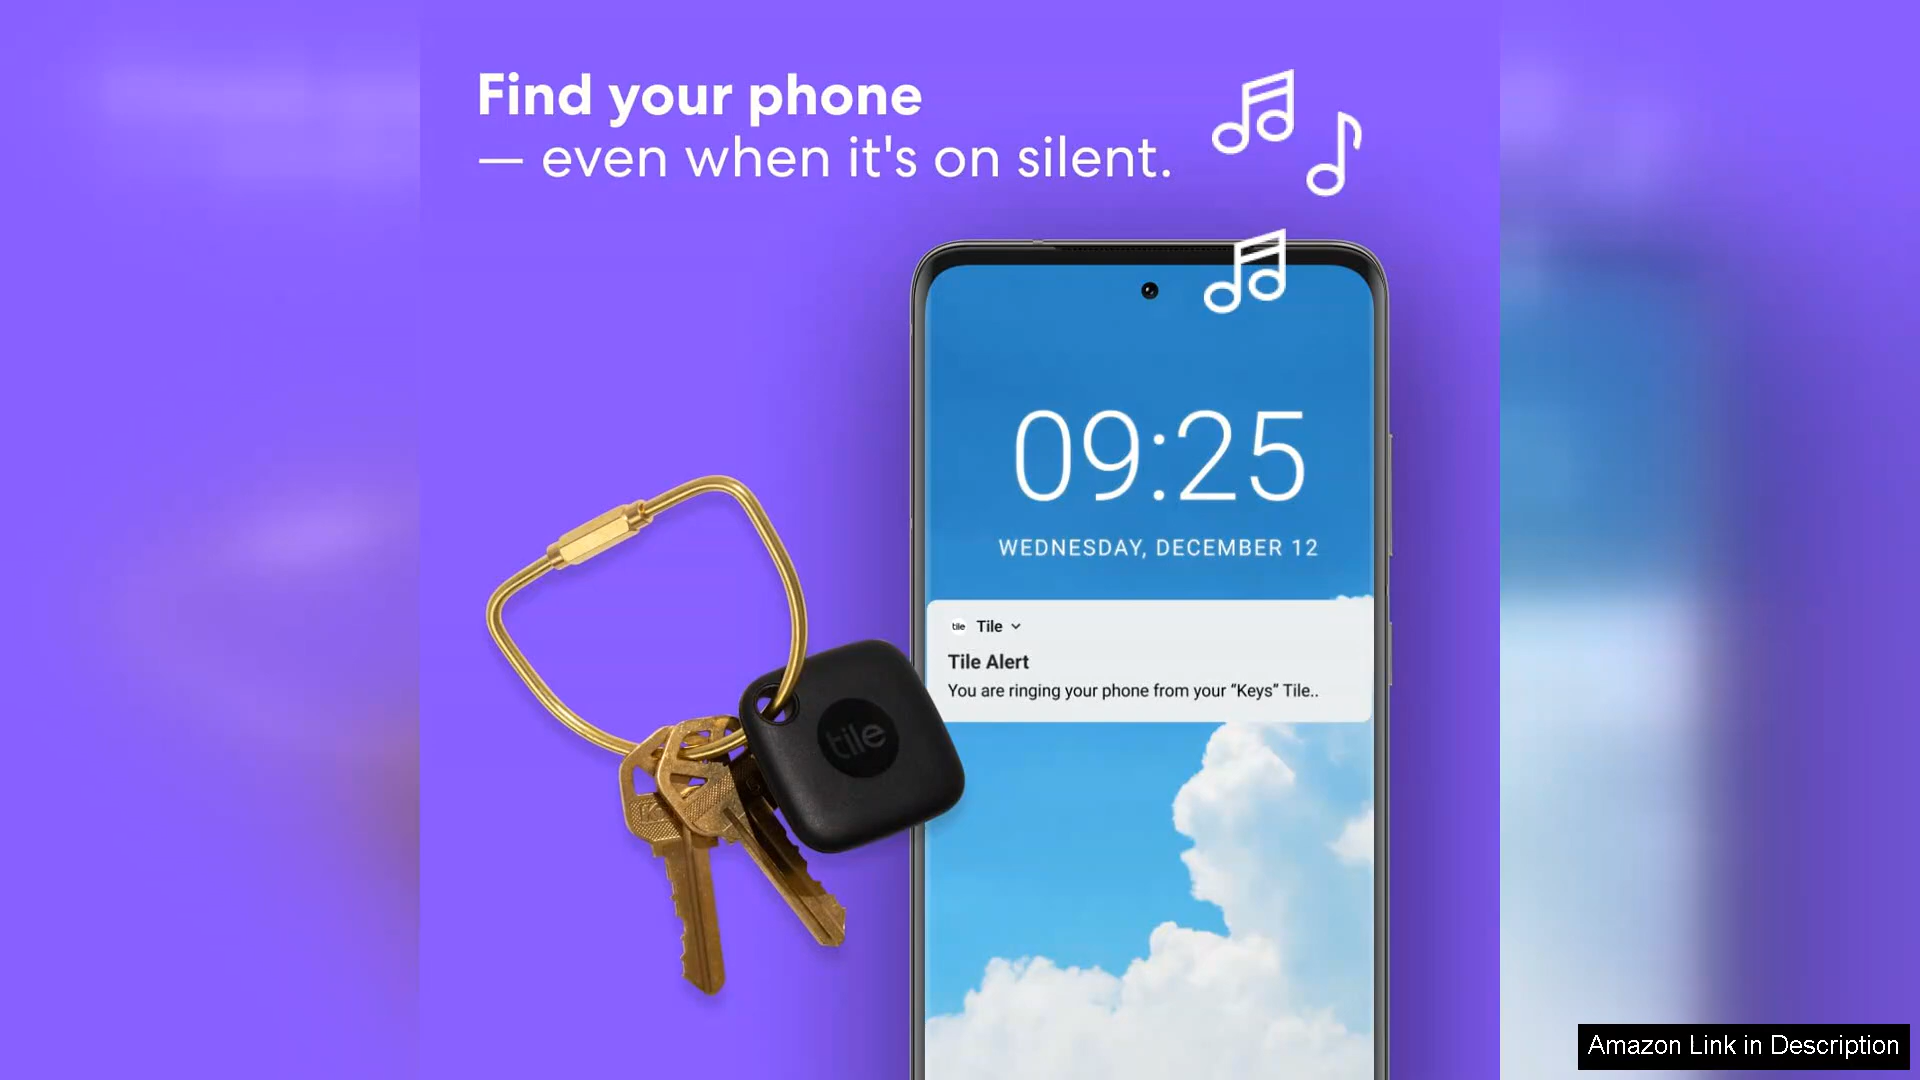 Find your phone
— even when it's on silent.
09:25
WEDNESDAY, DECEMBER 12
tile Tile
Tile Alert
You are ringing your phone from your “Keys” Tile..
tile
Amazon Link in Description